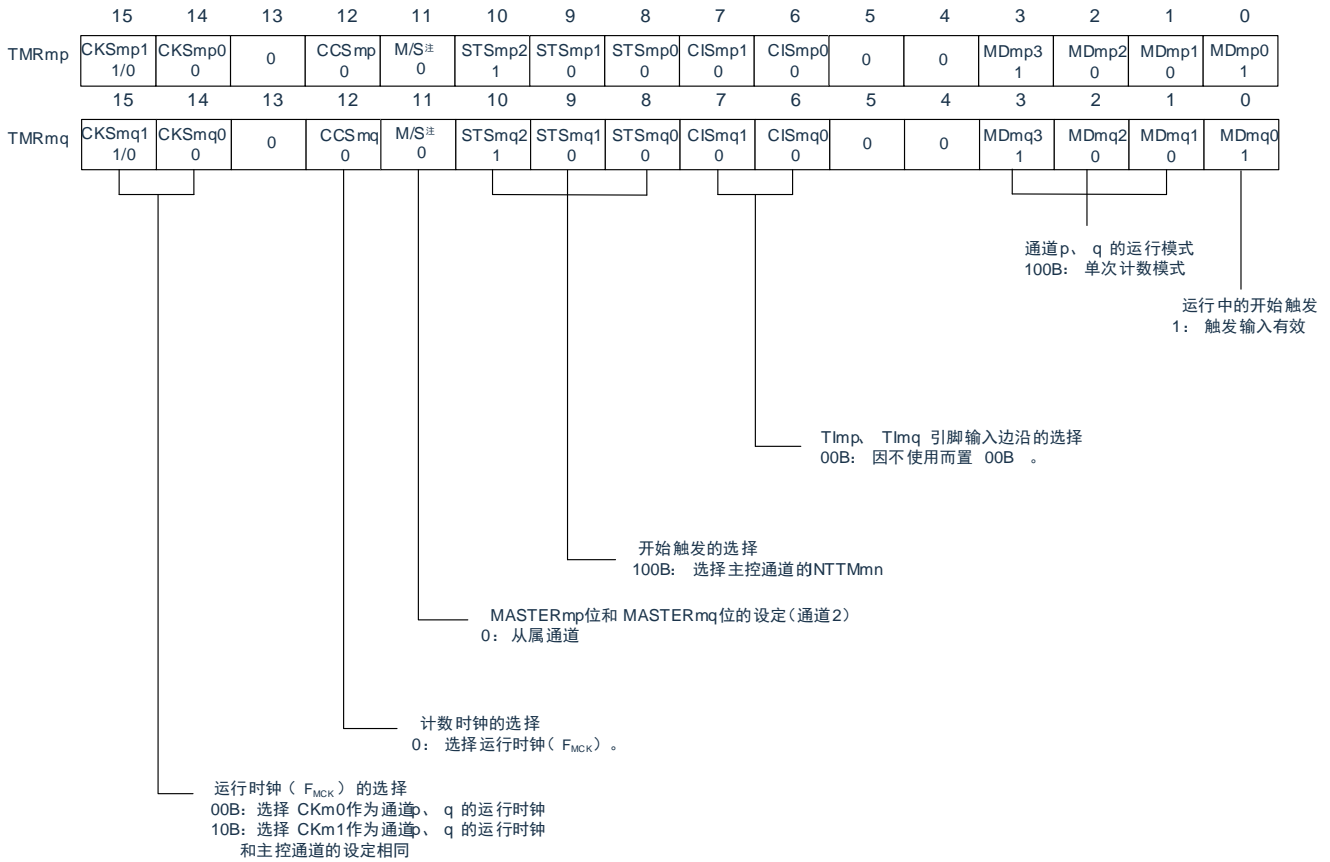 15 14 13 12 11 10 9 8 7 6 5 4 3 2 1 0
TMRmp CKSmp1 CKSmp0 0 CCSmp M/S注 STSmp2 STSmp1 STSmp0 CISmp1 CISmp0 0 0 MDmp3 MDmp2 MDmp1 MDmp0
1/0 0 0 0 1 0 0 0 0 1 0 0 1
15 14 13 12 11 10 9 8 7 6 5 4 3 2 1 0
TMRmq CKSmq1 CKSmq0 0 CCSmq M/S注 STSmq2 STSmq1 STSmq0 CISmq1 CISmq0 0 0 MDmq3 MDmq2 MDmq1 MDmq0
1/0 0 0 0 1 0 0 0 0 1 0 0 1
通道p、 q 的运行模式
100B： 单次计数模式
运行中的开始触发
1： 触发输入有效
TImp、 TImq 引脚输入边沿的选择
00B： 因不使用而置 00B 。
开始触发的选择
100B： 选择主控通道的INTTMmn
MASTERmp位和 MASTERmq位的设定（通道2）
0： 从属通道
计数时钟的选择
0： 选择运行时钟（ FMCK）。
运行时钟（ FMCK）的选择
00B：选择 CKm0作为通道p、 q 的运行时钟
10B：选择 CKm1作为通道p、 q 的运行时钟
和主控通道的设定相同